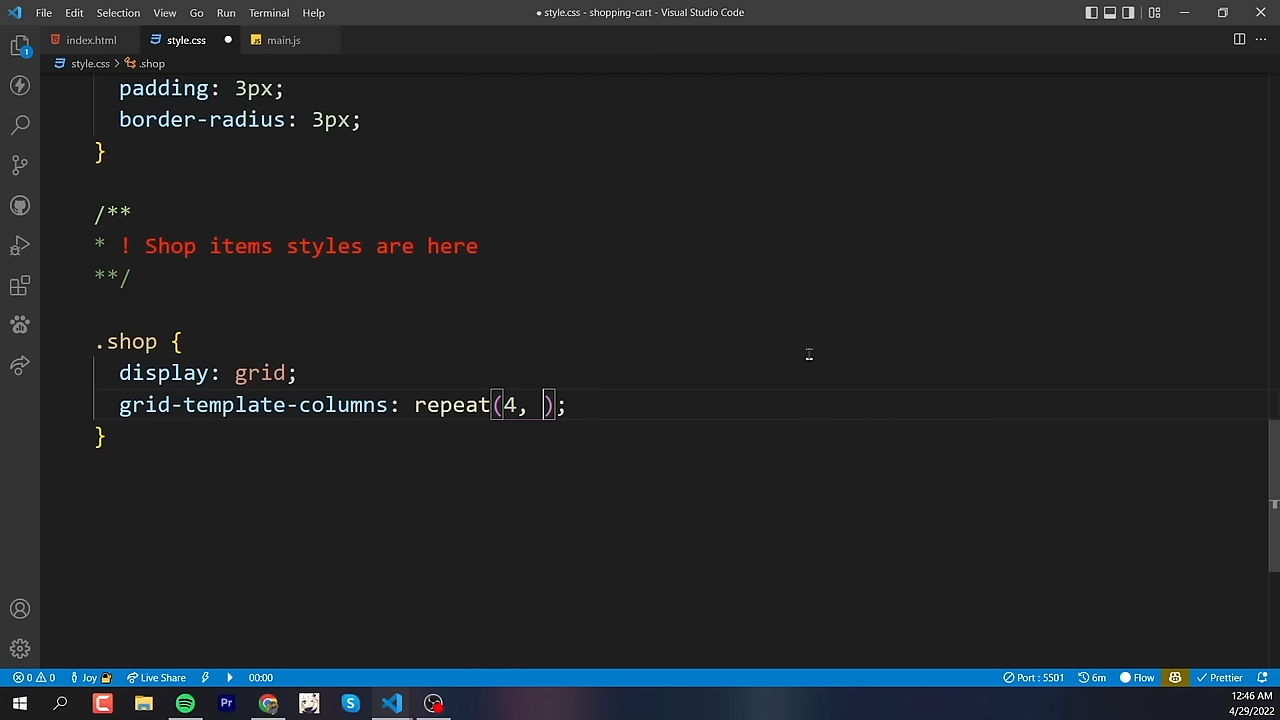 File Edit Selection View Go Run Terminal Help
● style.css - shopping-cart - Visual Studio Code
index.html style.css ● main.js
style.css > .shop
padding: 3px;
border-radius: 3px;
}
/**
* ! Shop items styles are here
**/
.shop {
display: grid;
grid-template-columns: repeat(4, );
}
1
0 0 Joy Live Share 00:00 Port : 5501 6m Flow Prettier
Pr
12:46 AM
4/29/2022